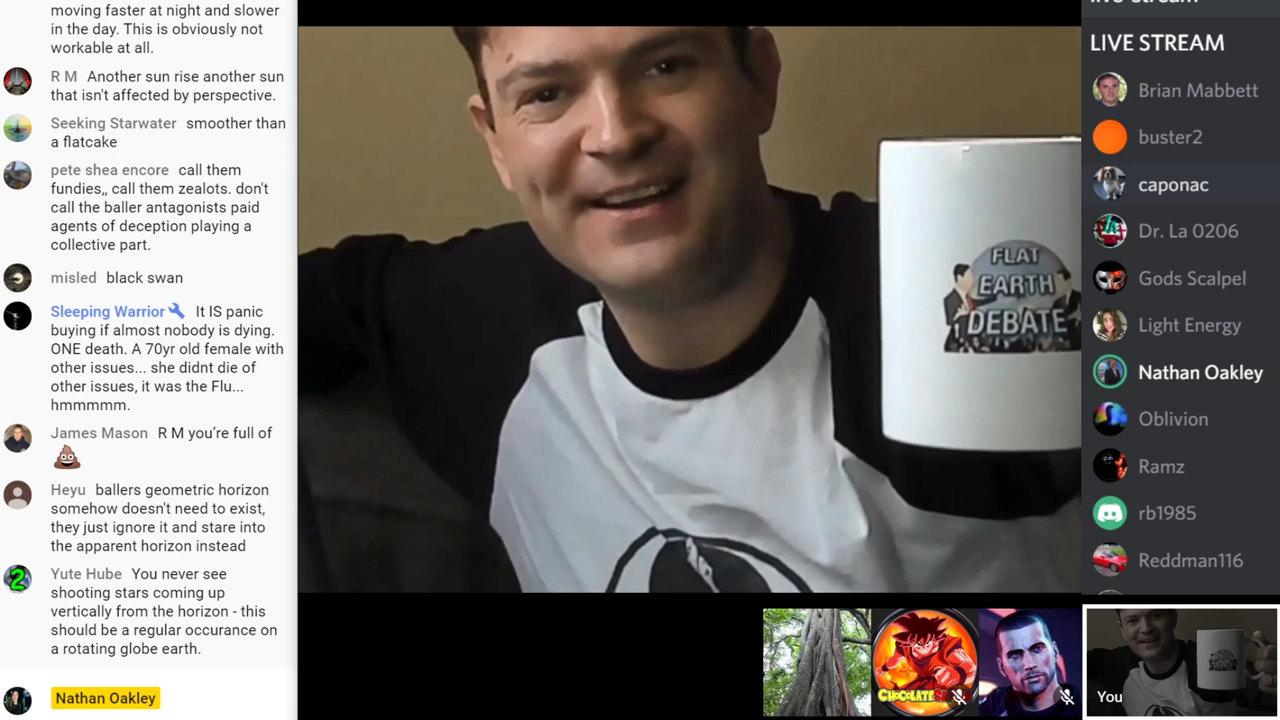 moving faster at night and slower
in the day. This is obviously not
workable at all.
R M Another sun rise another sun
that isn't affected by perspective.
Seeking Starwater smoother than
a flatcake
pete shea encore call them
fundies,, call them zealots. don't
call the baller antagonists paid
agents of deception playing a
collective part.
misled black swan
Sleeping Warrior It IS panic
buying if almost nobody is dying.
ONE death. A 70yr old female with
other issues... she didnt die of
other issues, it was the Flu...
hmmmmm.
James Mason R M you're full of
💩
Heyu ballers geometric horizon
somehow doesn't need to exist,
they just ignore it and stare into
the apparent horizon instead
Yute Hube You never see
shooting stars coming up
vertically from the horizon - this
should be a regular occurance on
a rotating globe earth.
Nathan Oakley
FLAT
EARTH
DEBATE
live-stream
LIVE STREAM
Brian Mabbett
buster2
caponac
Dr. La 0206
Gods Scalpel
Light Energy
Nathan Oakley
Oblivion
Ramz
rb1985
Reddman116
You